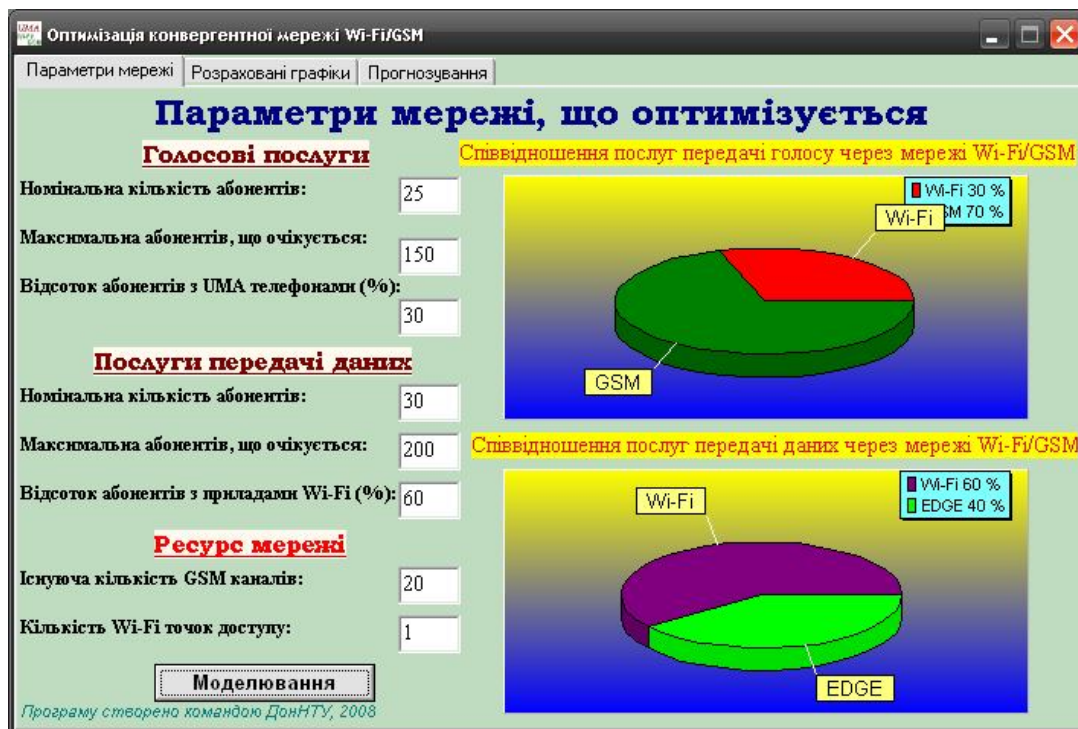 Оптимізація конвергентної мережі Wi-Fi/GSM
Параметри мережі Розраховані графіки Прогнозування
Параметри мережі, що оптимізується
Голосові послуги
Номінальна кількість абонентів: 25
Максимальна абонентів, що очікується: 150
Відсоток абонентів з UMA телефонами (%): 30
Послуги передачі даних
Номінальна кількість абонентів: 30
Максимальна абонентів, що очікується: 200
Відсоток абонентів з приладами Wi-Fi (%): 60
Ресурс мережі
Існуюча кількість GSM каналів: 20
Кількість Wi-Fi точок доступу: 1
Моделювання
Програму створено командою ДонНТУ, 2008
Співвідношення послуг передачі голосу через мережі Wi-Fi/GSM
Wi-Fi 30 %
70 %
Wi-Fi
GSM
Співвідношення послуг передачі даних через мережі Wi-Fi/GSM
Wi-Fi 60 %
EDGE 40 %
Wi-Fi
EDGE